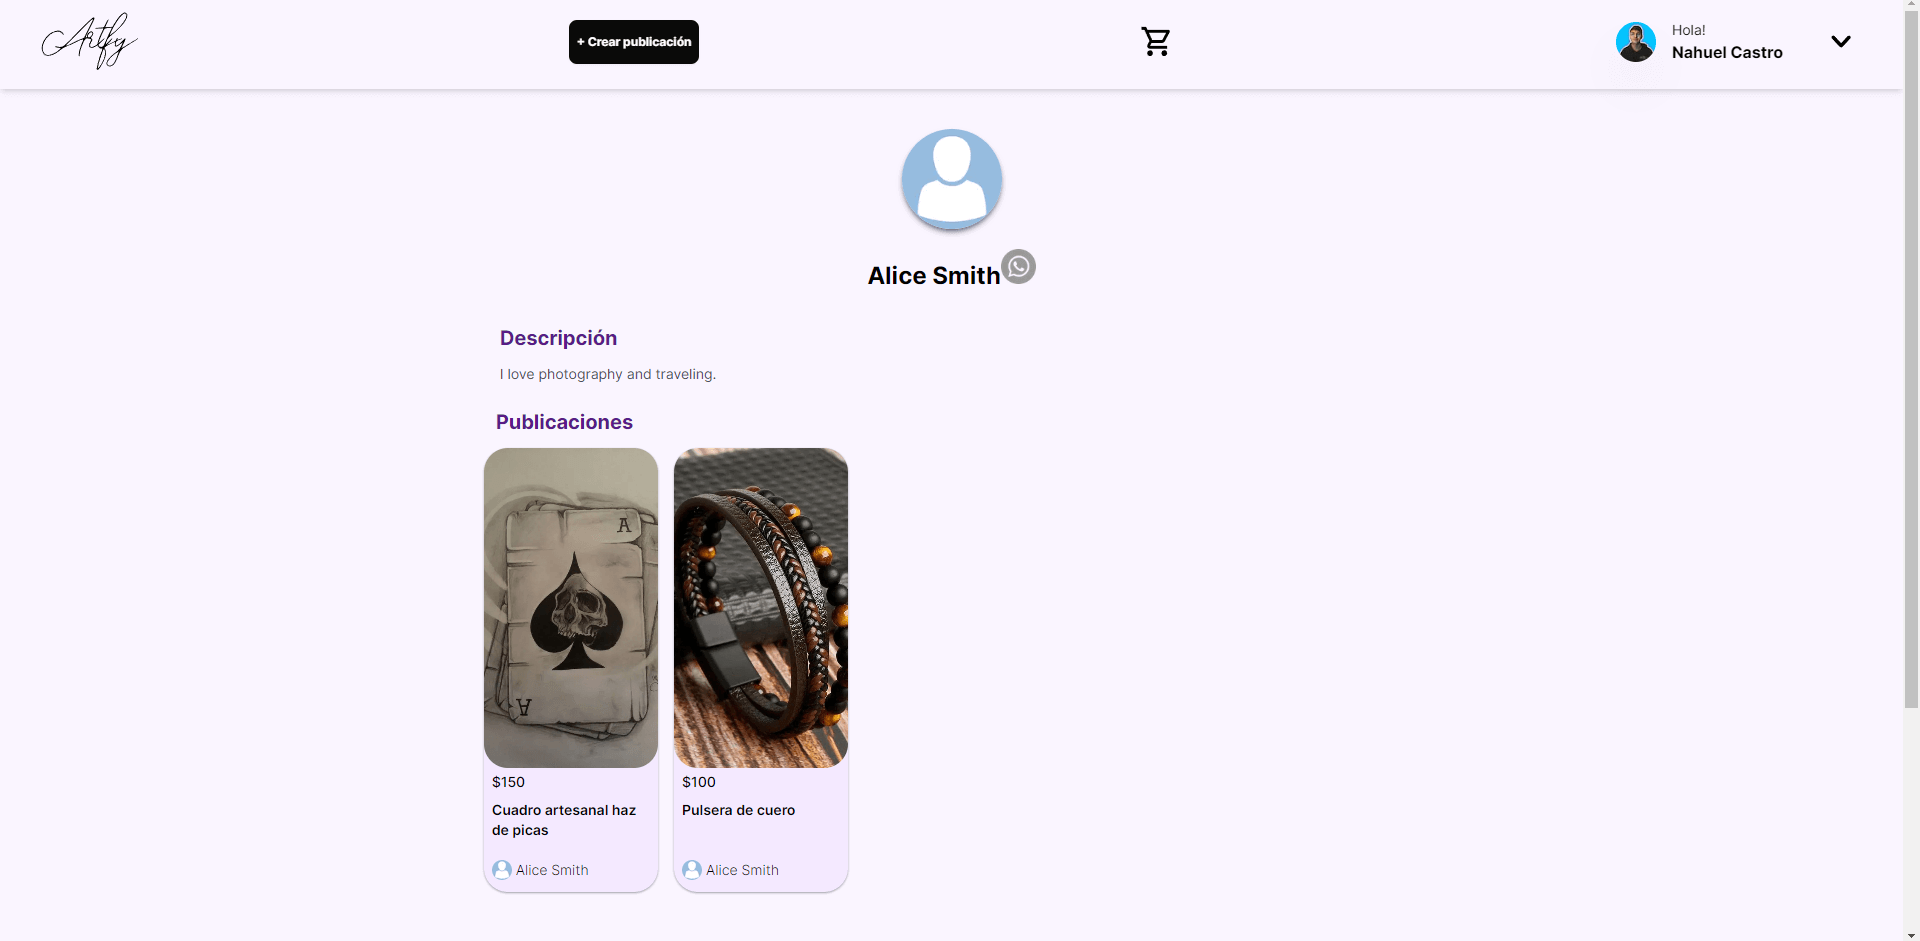 Artfy
+ Crear publicación
Hola!
Nahuel Castro
Alice Smith
Descripción
I love photography and traveling.
Publicaciones
A
A
$150
Cuadro artesanal haz
de picas
Alice Smith
$100
Pulsera de cuero
Alice Smith